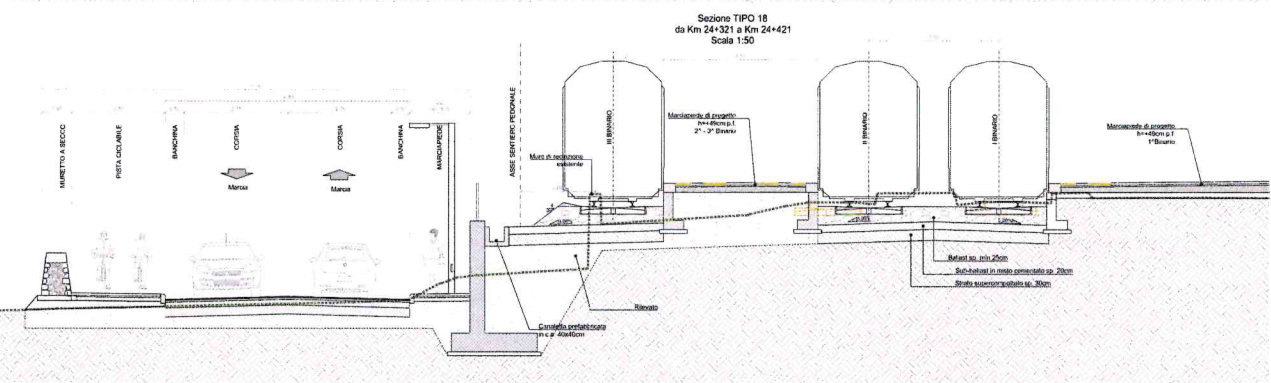 Sezione TIPO 18
da Km 24+321 a Km 24+421
Scala 1:50
MURETTO A SECCO
PISTA CICLABILE
BANCHINA
CORSIA
Marcia
CORSIA
Marcia
BANCHINA
MARCIAPIEDE
ASSE SENTIERO PEDONALE
Muro di recinzione
esistente
III BINARIO
Marciapiede di progetto
h=+49cm p.f.
2° - 3° Binario
II BINARIO
I BINARIO
Marciapiede di progetto
h=+49cm p.f.
1° Binario
Ballast sp. min 25cm
Sub-ballast in misto cementato sp. 20cm
Strato supercompattato sp. 30cm
Rilevato
Canaletta prefabbricata
in c.a. 40x40cm